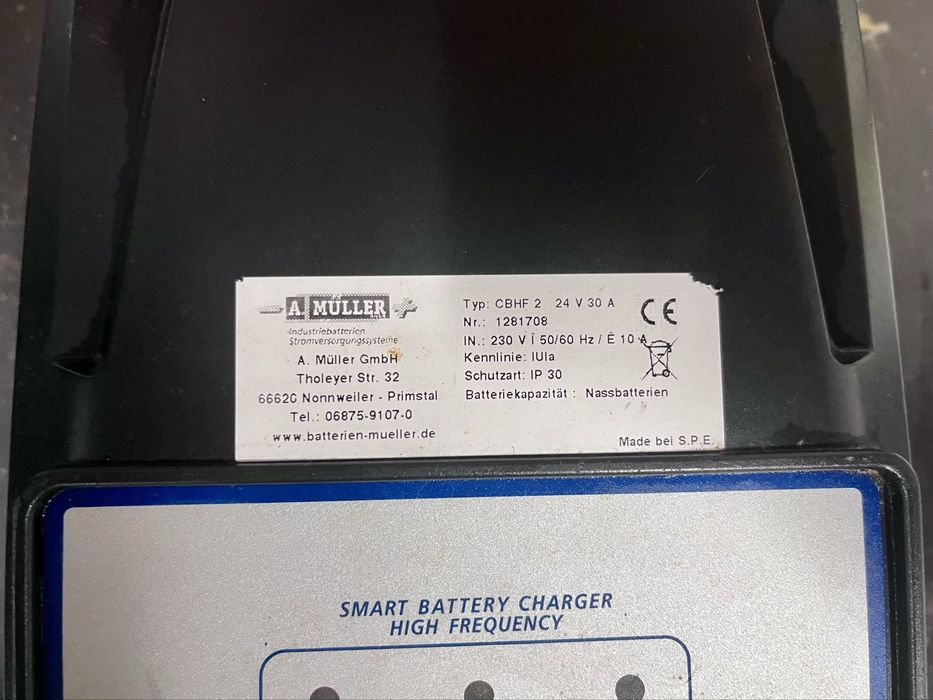 A. MÜLLER
Industriebatterien
Stromversorgungssysteme
A. Müller GmbH
Tholeyer Str. 32
66620 Nonnweiler - Primstal
Tel.: 06875-9107-0
www.batterien-mueller.de
Typ: CBHF 2 24 V 30 A
Nr.: 1281708
IN.: 230 V Î 50/60 Hz / È 10 A
Kennlinie: IUIa
Schutzart: IP 30
Batteriekapazität : Nassbatterien
CE
Made bei S.P.E.
SMART BATTERY CHARGER
HIGH FREQUENCY